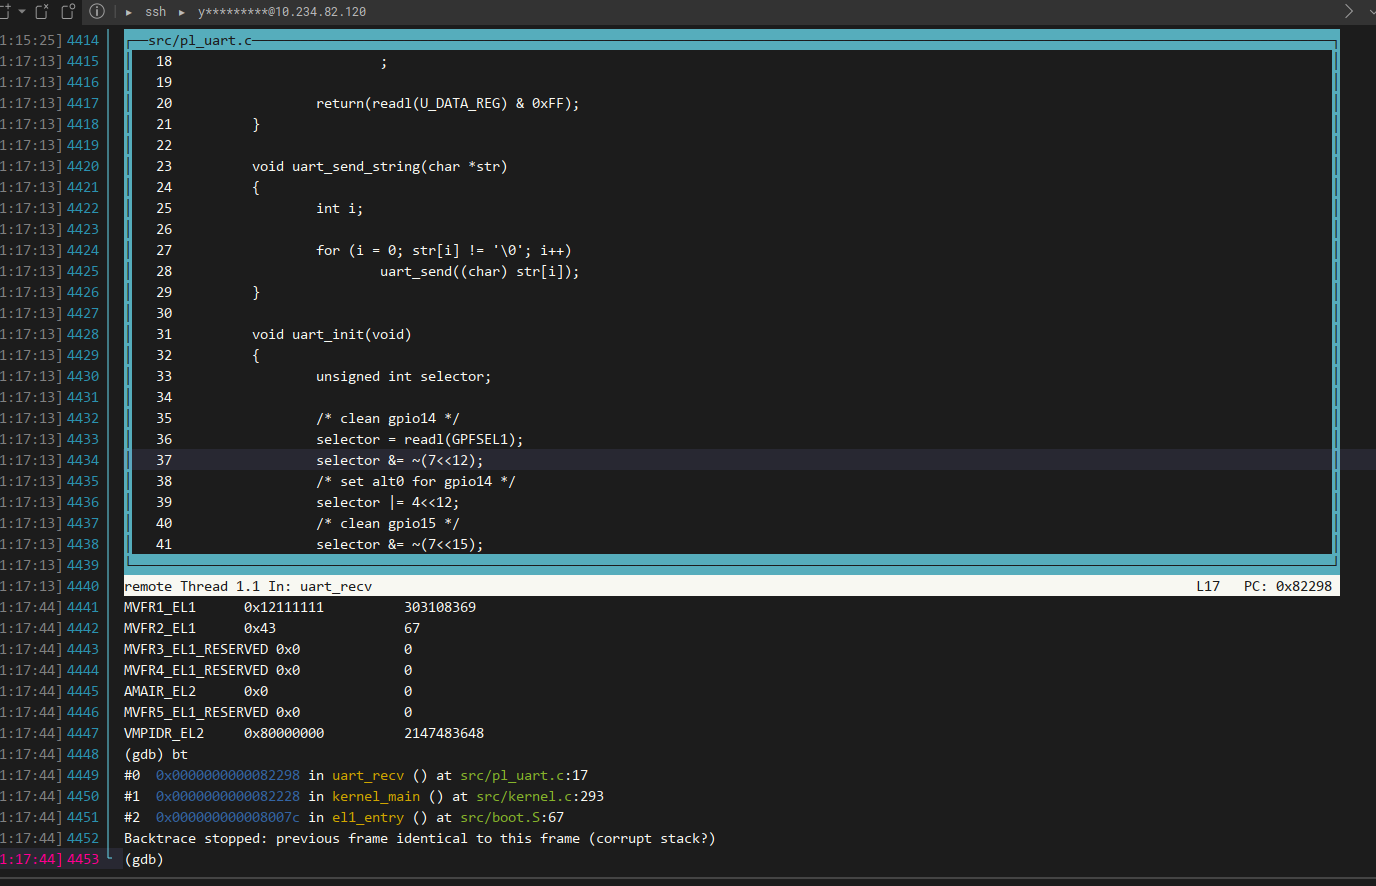 ssh y*********@10.234.82.120
1:15:25] 4414 src/pl_uart.c
1:17:13] 4415 18 ;
1:17:13] 4416 19
1:17:13] 4417 20 return(readl(U_DATA_REG) & 0xFF);
1:17:13] 4418 21 }
1:17:13] 4419 22
1:17:13] 4420 23 void uart_send_string(char *str)
1:17:13] 4421 24 {
1:17:13] 4422 25 int i;
1:17:13] 4423 26
1:17:13] 4424 27 for (i = 0; str[i] != '\0'; i++)
1:17:13] 4425 28 uart_send((char) str[i]);
1:17:13] 4426 29 }
1:17:13] 4427 30
1:17:13] 4428 31 void uart_init(void)
1:17:13] 4429 32 {
1:17:13] 4430 33 unsigned int selector;
1:17:13] 4431 34
1:17:13] 4432 35 /* clean gpio14 */
1:17:13] 4433 36 selector = readl(GPFSEL1);
1:17:13] 4434 37 selector &= ~(7<<12);
1:17:13] 4435 38 /* set alt0 for gpio14 */
1:17:13] 4436 39 selector |= 4<<12;
1:17:13] 4437 40 /* clean gpio15 */
1:17:13] 4438 41 selector &= ~(7<<15);
1:17:13] 4439
1:17:13] 4440 remote Thread 1.1 In: uart_recv L17 PC: 0x82298
1:17:44] 4441 MVFR1_EL1 0x12111111 303108369
1:17:44] 4442 MVFR2_EL1 0x43 67
1:17:44] 4443 MVFR3_EL1_RESERVED 0x0 0
1:17:44] 4444 MVFR4_EL1_RESERVED 0x0 0
1:17:44] 4445 AMAIR_EL2 0x0 0
1:17:44] 4446 MVFR5_EL1_RESERVED 0x0 0
1:17:44] 4447 VMPIDR_EL2 0x80000000 2147483648
1:17:44] 4448 (gdb) bt
1:17:44] 4449 #0 0x0000000000082298 in uart_recv () at src/pl_uart.c:17
1:17:44] 4450 #1 0x0000000000082228 in kernel_main () at src/kernel.c:293
1:17:44] 4451 #2 0x000000000008007c in el1_entry () at src/boot.S:67
1:17:44] 4452 Backtrace stopped: previous frame identical to this frame (corrupt stack?)
1:17:44] 4453 (gdb)